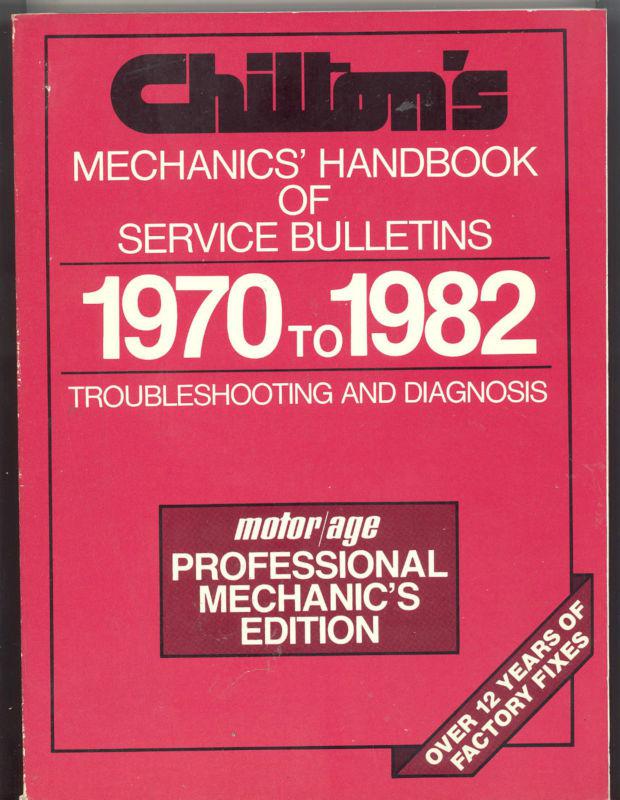 Chilton's
MECHANICS' HANDBOOK
OF
SERVICE BULLETINS
1970 TO 1982
TROUBLESHOOTING AND DIAGNOSIS
motor/age
PROFESSIONAL
MECHANIC'S
EDITION
OVER 12 YEARS OF
FACTORY FIXES